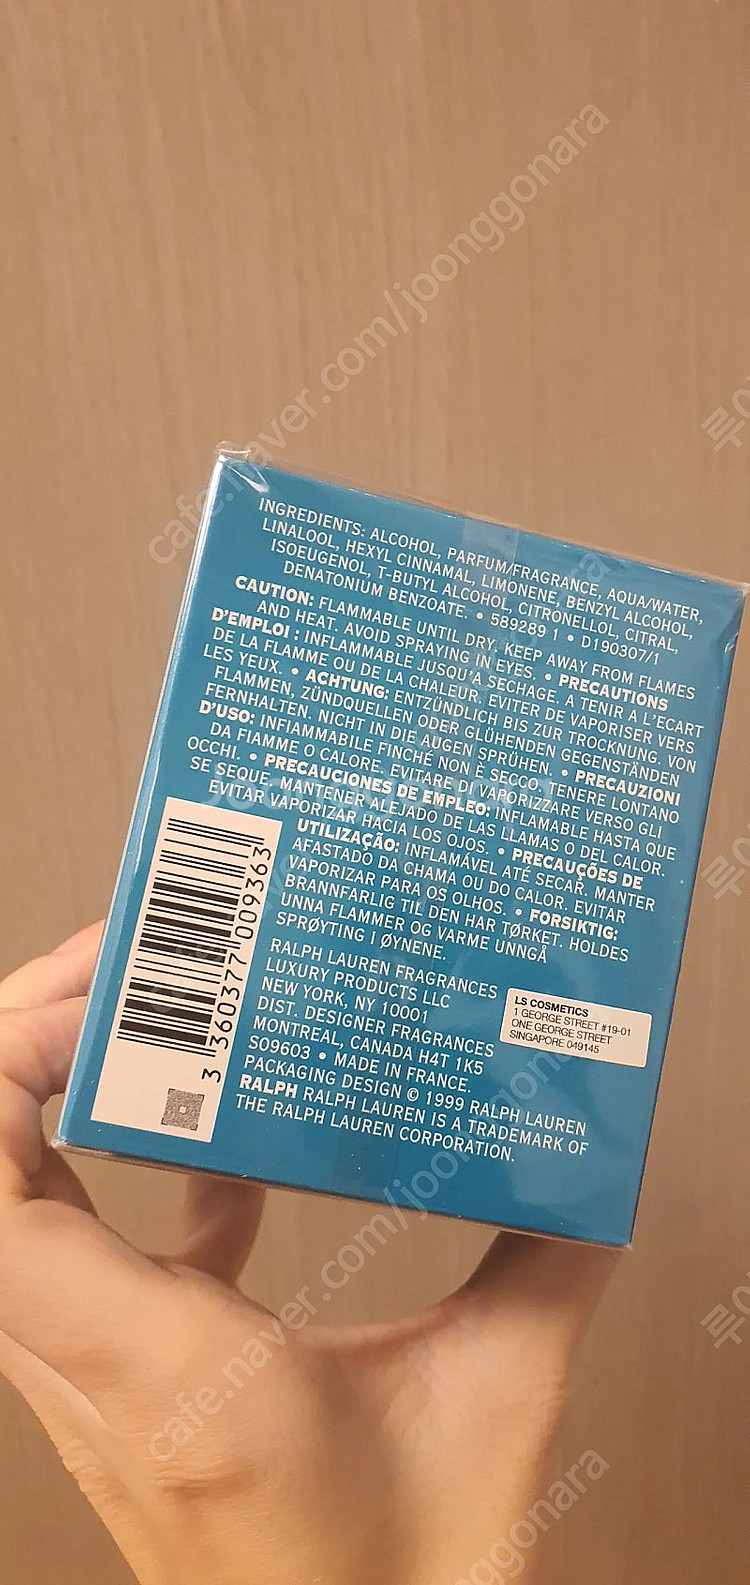 INGREDIENTS: ALCOHOL, PARFUM/FRAGRANCE, AQUA/WATER,
LINALOOL, HEXYL CINNAMAL, LIMONENE, BENZYL ALCOHOL,
ISOEUGENOL, T-BUTYL ALCOHOL, CITRONELLOL, CITRAL,
DENATONIUM BENZOATE. • 589289 1 • D190307/1
CAUTION: FLAMMABLE UNTIL DRY. KEEP AWAY FROM FLAMES
AND HEAT. AVOID SPRAYING IN EYES. • PRECAUTIONS
D'EMPLOI : INFLAMMABLE JUSQU'A SECHAGE. A TENIR A L'ECART
DE LA FLAMME OU DE LA CHALEUR. EVITER DE VAPORISER VERS
LES YEUX. • ACHTUNG: ENTZÜNDLICH BIS ZUR TROCKNUNG. VON
FLAMMEN, ZÜNDQUELLEN ODER GLÜHENDEN GEGENSTÄNDEN
FERNHALTEN. NICHT IN DIE AUGEN SPRÜHEN. • PRECAUZIONI
D'USO: INFIAMMABILE FINCHÉ NON È SECCO. TENERE LONTANO
DA FIAMME O CALORE. EVITARE DI VAPORIZZARE VERSO GLI
OCCHI. • PRECAUCIONES DE EMPLEO: INFLAMABLE HASTA QUE
SE SEQUE. MANTENER ALEJADO DE LAS LLAMAS O DEL CALOR.
EVITAR VAPORIZAR HACIA LOS OJOS. • PRECAUÇÕES DE
UTILIZAÇÃO: INFLAMÁVEL ATÉ SECAR. MANTER
AFASTADO DA CHAMA OU DO CALOR. EVITAR
VAPORIZAR PARA OS OLHOS. • FORSIKTIG:
BRANNFARLIG TIL DEN HAR TØRKET. HOLDES
UNNA FLAMMER OG VARME UNNGÅ
SPRØYTING I ØYNENE.
RALPH LAUREN FRAGRANCES
LUXURY PRODUCTS LLC
NEW YORK, NY 10001
DIST. DESIGNER FRAGRANCES
MONTREAL, CANADA H4T 1K5
S09603 • MADE IN FRANCE.
PACKAGING DESIGN © 1999 RALPH LAUREN
RALPH RALPH LAUREN IS A TRADEMARK OF
THE RALPH LAUREN CORPORATION.
LS COSMETICS
1 GEORGE STREET #19-01
ONE GEORGE STREET
SINGAPORE 049145
3 360377 009363
cafe.naver.com/joonggonara
cafe.naver.com/joonggonara
joonggonara